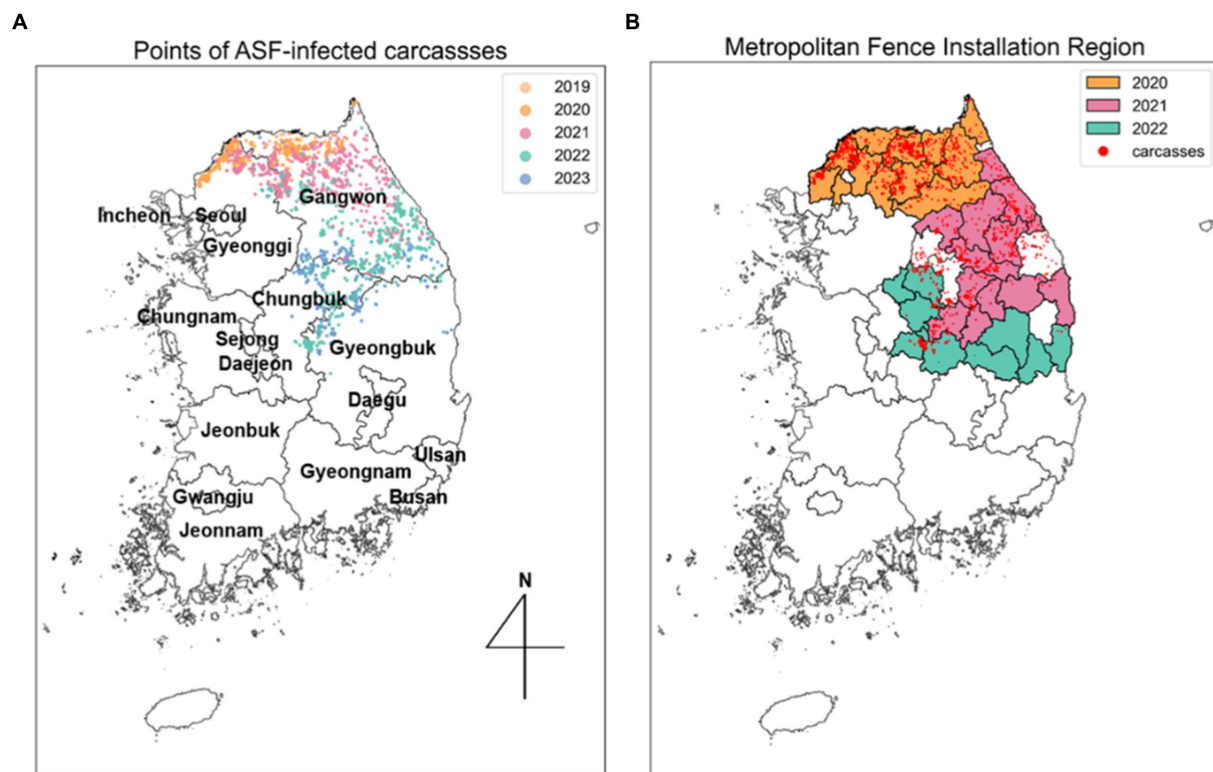 A
Points of ASF-infected carcassses
2019
2020
2021
2022
2023
Gangwon
Incheon
Seoul
Gyeonggi
Chungbuk
Chungnam
Sejong
Gyeongbuk
Daejeon
Daegu
Jeonbuk
Ulsan
Gyeongnam
Gwangju
Busan
Jeonnam
N
B
Metropolitan Fence Installation Region
2020
2021
2022
carcasses